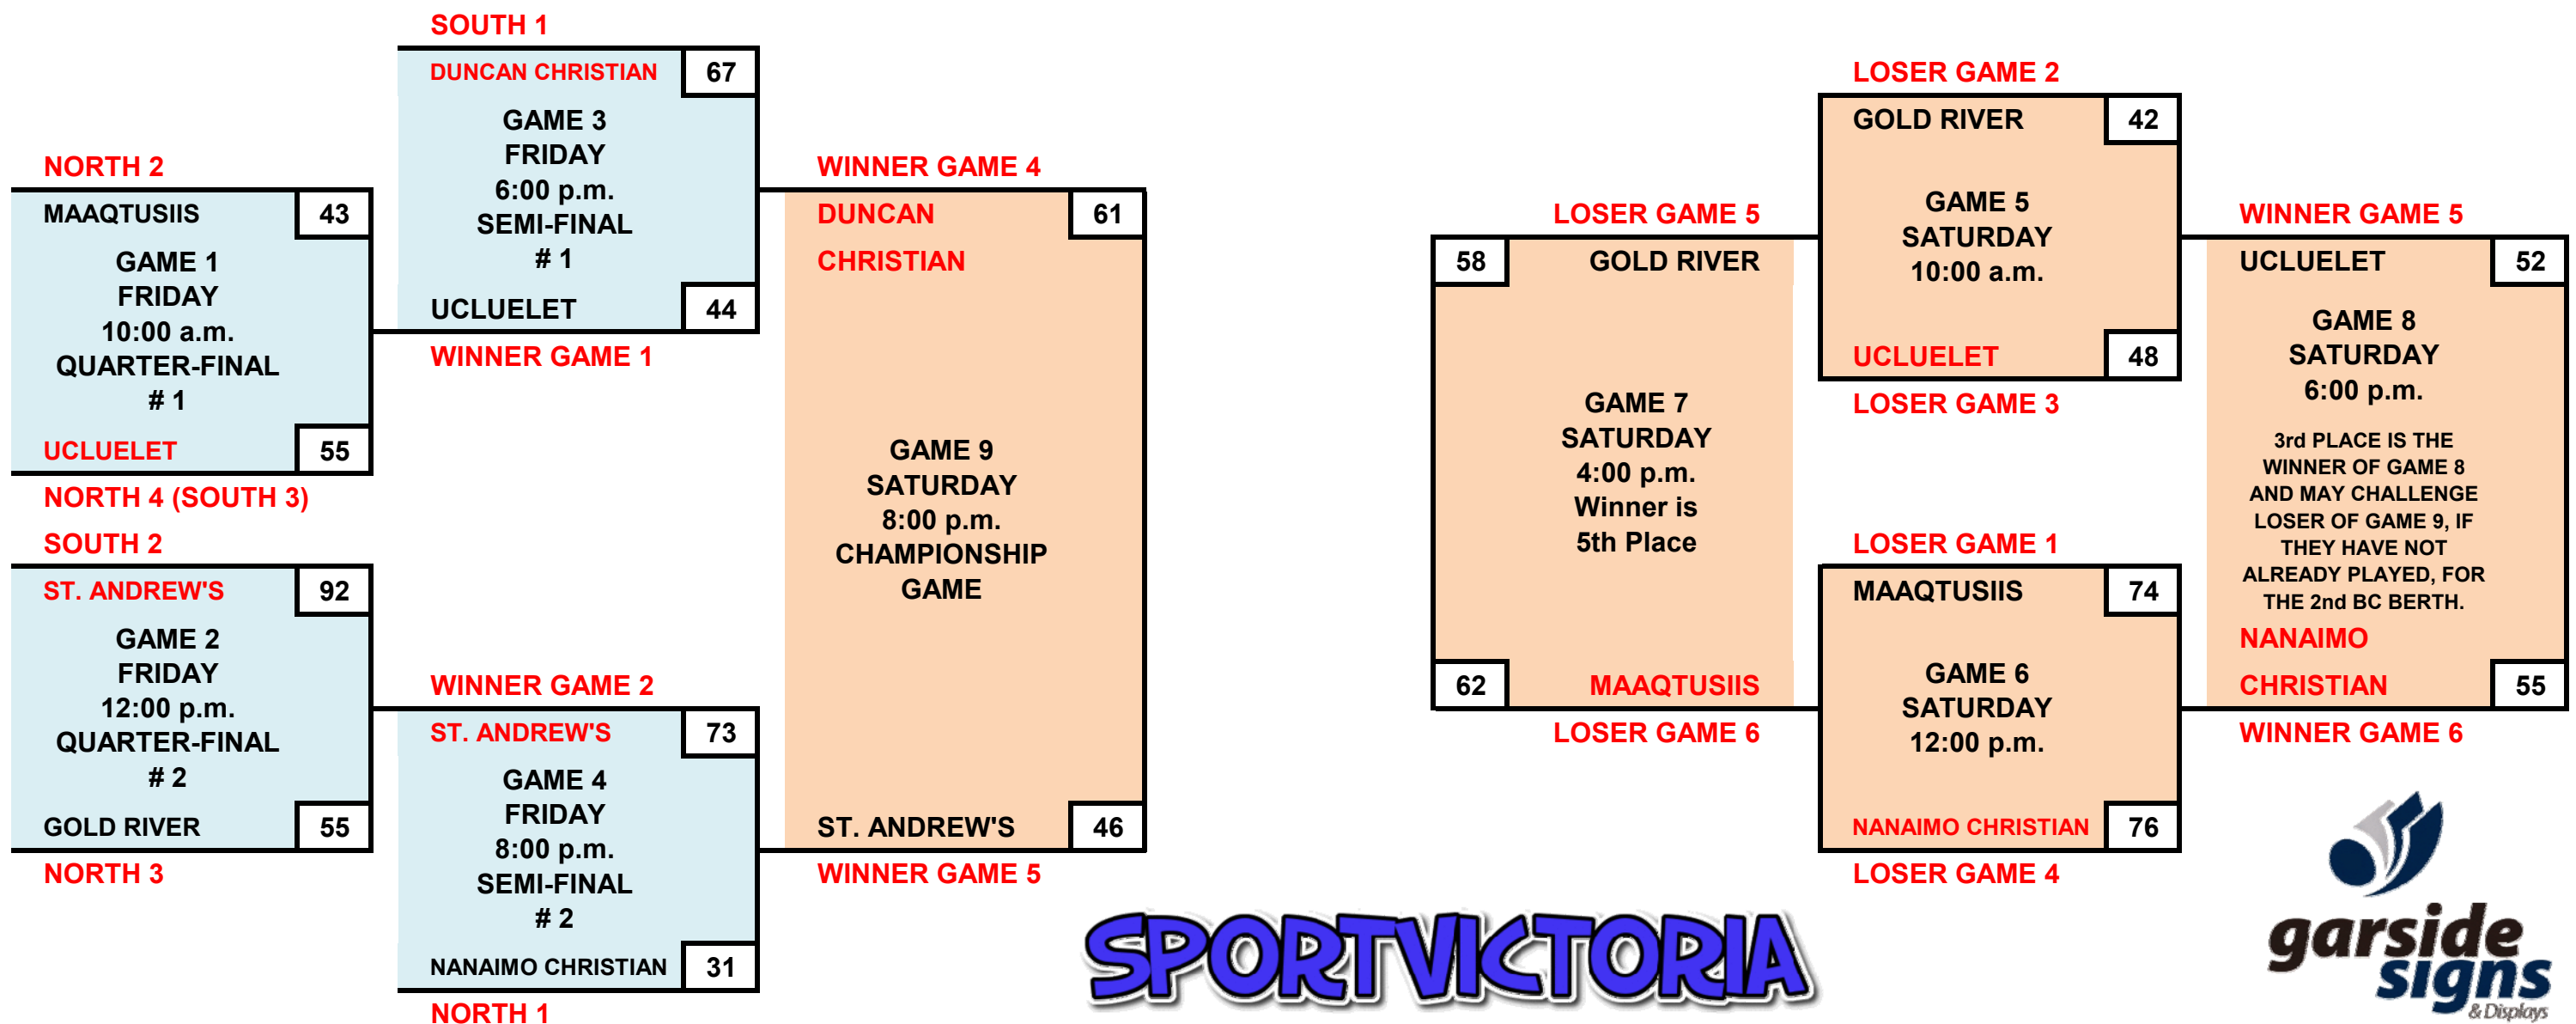 SOUTH 1
DUNCAN CHRISTIAN 67
GAME 3
FRIDAY
6:00 p.m.
SEMI-FINAL
# 1
UCLUELET 44
WINNER GAME 1
NORTH 2
MAAQTUSIIS 43
GAME 1
FRIDAY
10:00 a.m.
QUARTER-FINAL
# 1
UCLUELET 55
NORTH 4 (SOUTH 3)
SOUTH 2
ST. ANDREW'S 92
GAME 2
FRIDAY
12:00 p.m.
QUARTER-FINAL
# 2
GOLD RIVER 55
NORTH 3
WINNER GAME 2
ST. ANDREW'S 73
GAME 4
FRIDAY
8:00 p.m.
SEMI-FINAL
# 2
NANAIMO CHRISTIAN 31
NORTH 1
WINNER GAME 4
DUNCAN 61
CHRISTIAN
GAME 9
SATURDAY
8:00 p.m.
CHAMPIONSHIP
GAME
ST. ANDREW'S 46
WINNER GAME 5
LOSER GAME 5
58 GOLD RIVER
GAME 7
SATURDAY
4:00 p.m.
Winner is
5th Place
62 MAAQTUSIIS
LOSER GAME 6
LOSER GAME 2
GOLD RIVER 42
GAME 5
SATURDAY
10:00 a.m.
UCLUELET 48
LOSER GAME 3
LOSER GAME 1
MAAQTUSIIS 74
GAME 6
SATURDAY
12:00 p.m.
NANAIMO CHRISTIAN 76
LOSER GAME 4
WINNER GAME 5
UCLUELET 52
GAME 8
SATURDAY
6:00 p.m.
3rd PLACE IS THE
WINNER OF GAME 8
AND MAY CHALLENGE
LOSER OF GAME 9, IF
THEY HAVE NOT
ALREADY PLAYED, FOR
THE 2nd BC BERTH.
NANAIMO
CHRISTIAN 55
WINNER GAME 6
SPORTVICTORIA
garside
signs
& Displays